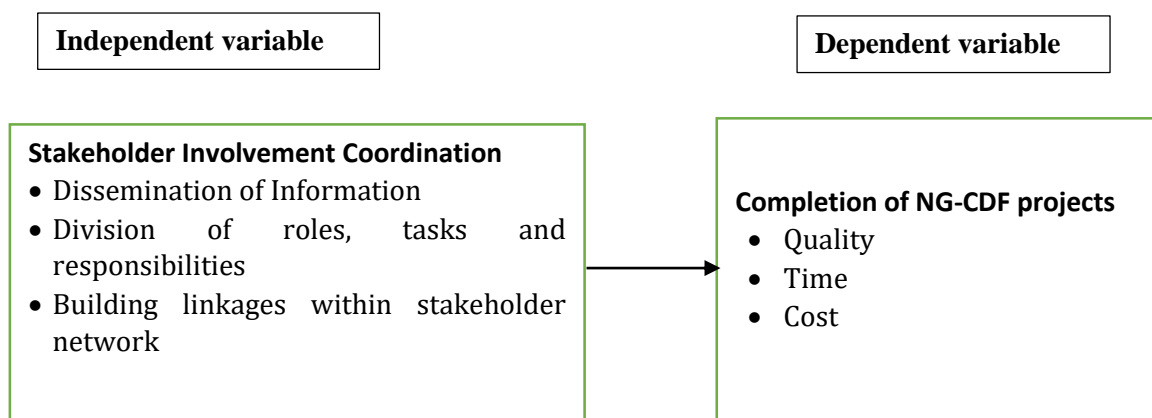 Independent variable
Dependent variable
Stakeholder Involvement Coordination
• Dissemination of Information
• Division of roles, tasks and
responsibilities
• Building linkages within stakeholder
network
Completion of NG-CDF projects
• Quality
• Time
• Cost